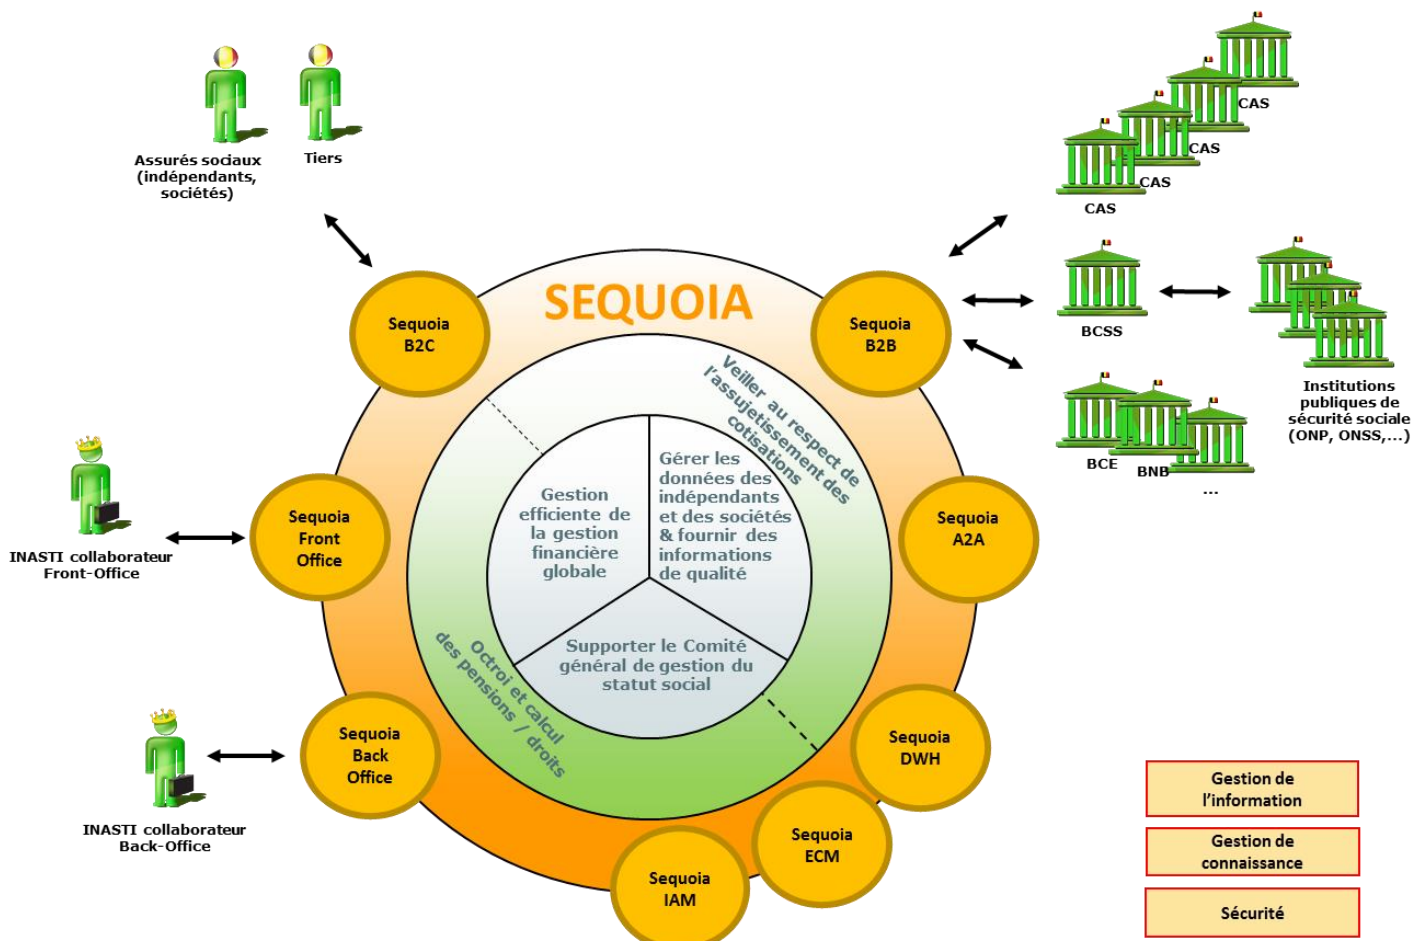 Assurés sociaux
(indépendants,
sociétés)
Tiers
CAS
CAS
CAS
CAS
BCSS
Institutions
publiques de
sécurité sociale
(ONP, ONSS,...)
BCE
BNB
...
SEQUOIA
Sequoia
B2C
Sequoia
B2B
Veiller au respect de
l'assujetissement des
cotisations
Gestion
efficiente de
la gestion
financière
globale
Gérer les
données des
indépendants
et des sociétés
& fournir des
informations
de qualité
Supporter le Comité
général de gestion du
statut social
Octroi et calcul
des pensions / droits
INASTI collaborateur
Front-Office
Sequoia
Front
Office
Sequoia
A2A
INASTI collaborateur
Back-Office
Sequoia
Back
Office
Sequoia
DWH
Sequoia
ECM
Sequoia
IAM
Gestion de
l’information
Gestion de
connaissance
Sécurité